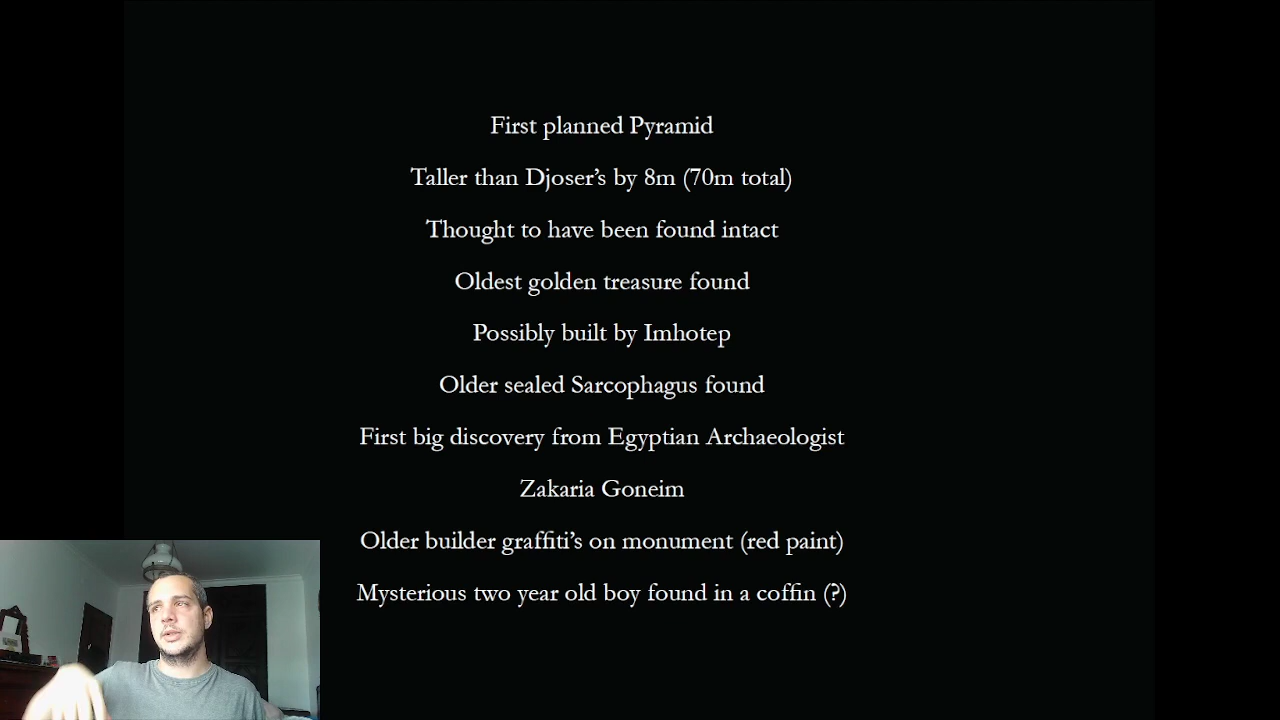 First planned Pyramid
Taller than Djoser’s by 8m (70m total)
Thought to have been found intact
Oldest golden treasure found
Possibly built by Imhotep
Older sealed Sarcophagus found
First big discovery from Egyptian Archaeologist
Zakaria Goneim
Older builder graffiti’s on monument (red paint)
Mysterious two year old boy found in a coffin (?)